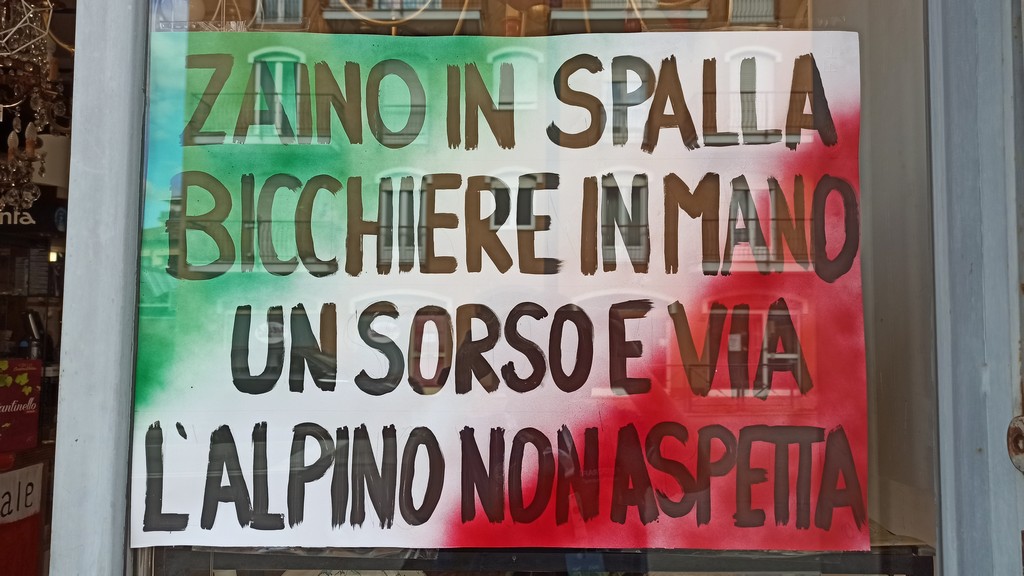 ZAINO IN SPALLA
BICCHIERE IN MANO
UN SORSO E VIA
L'ALPINO NON ASPETTA